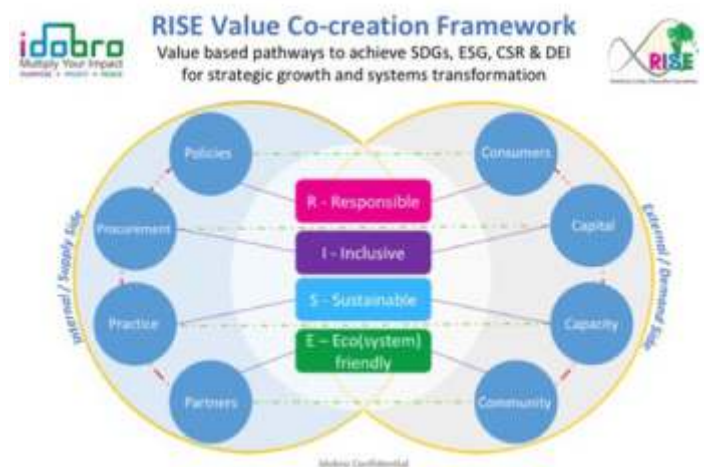 idobro
Multiply Your Impact
RISE Value Co-creation Framework
Value based pathways to achieve SDGs, ESG, CSR & DEI
for strategic growth and systems transformation
RISE
Policies
Consumers
R - Responsible
Procurement
Capital
I - Inclusive
Internal / Supply Side
External / Demand Side
S - Sustainable
Practice
Capacity
E – Eco(system)
friendly
Partners
Community
Idobro Confidential